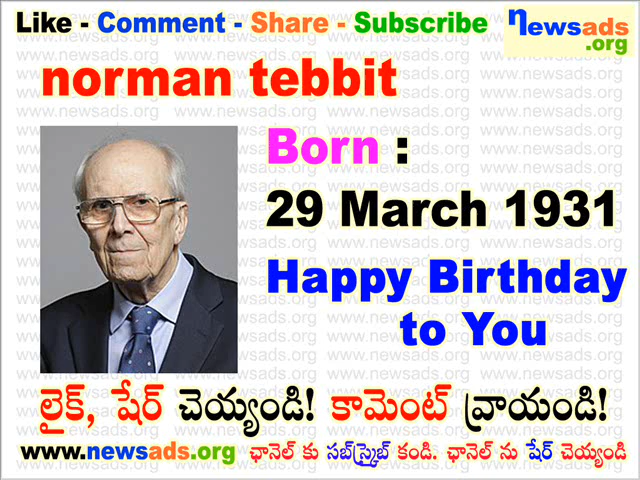 Like - Comment - Share - Subscribe
newsads
.org
norman tebbit
Born :
29 March 1931
Happy Birthday
to You
లైక్, షేర్ చెయ్యండి! కామెంట్ వ్రాయండి!
www.newsads.org ఛానెల్ కు సబ్‌స్క్రైబ్ కండి. ఛానెల్ ను షేర్ చెయ్యండి